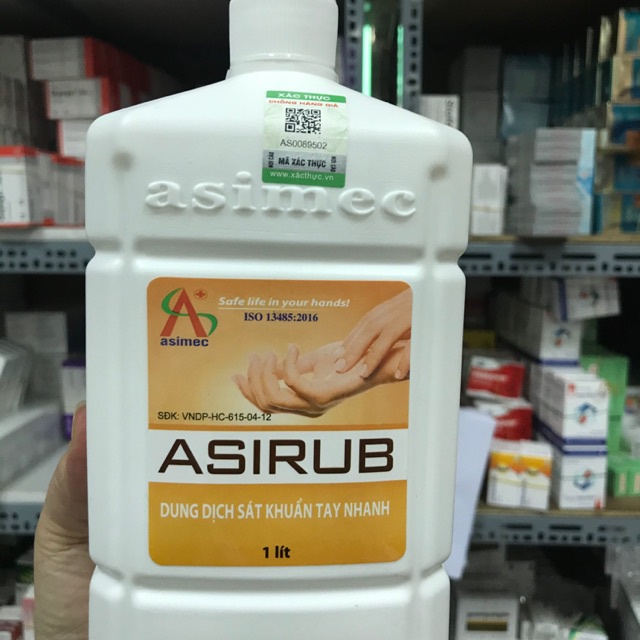 XÁC THỰC
CHỐNG HÀNG GIẢ
AS0089502
MÃ XÁC THỰC
www.xácthực.vn
asimec
asimec
Safe life in your hands!
ISO 13485:2016
SĐK: VNDP-HC-615-04-12
ASIRUB
DUNG DỊCH SÁT KHUẨN TAY NHANH
1 lít